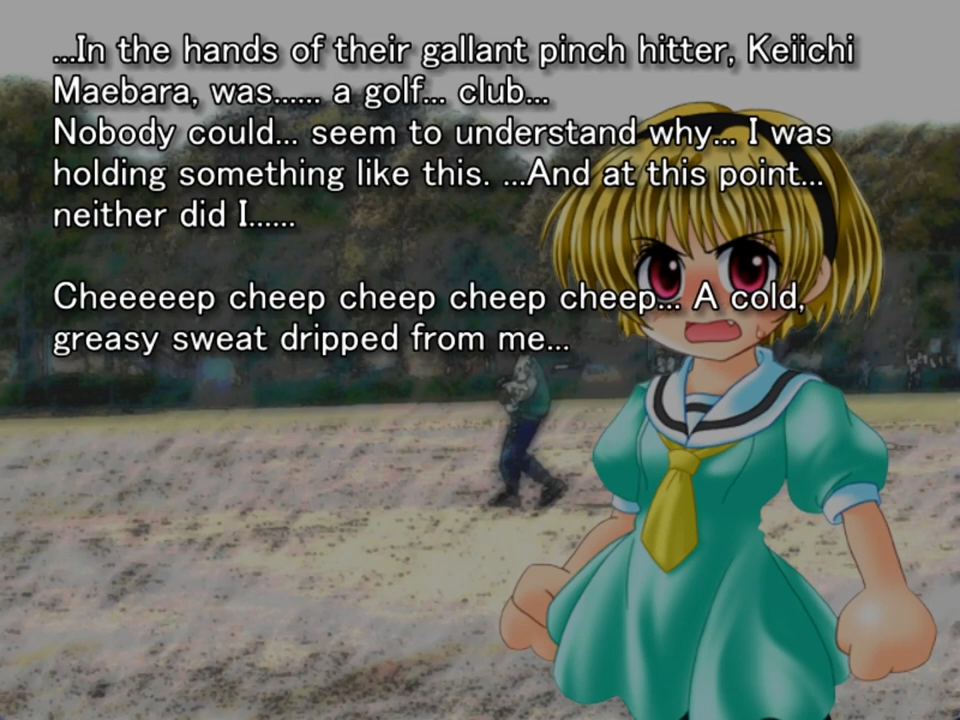 ...In the hands of their gallant pinch hitter, Keiichi
Maebara, was...... a golf... club...
Nobody could... seem to understand why... I was
holding something like this. ...And at this point...
neither did I......
Cheeeeep cheep cheep cheep cheep... A cold,
greasy sweat dripped from me...